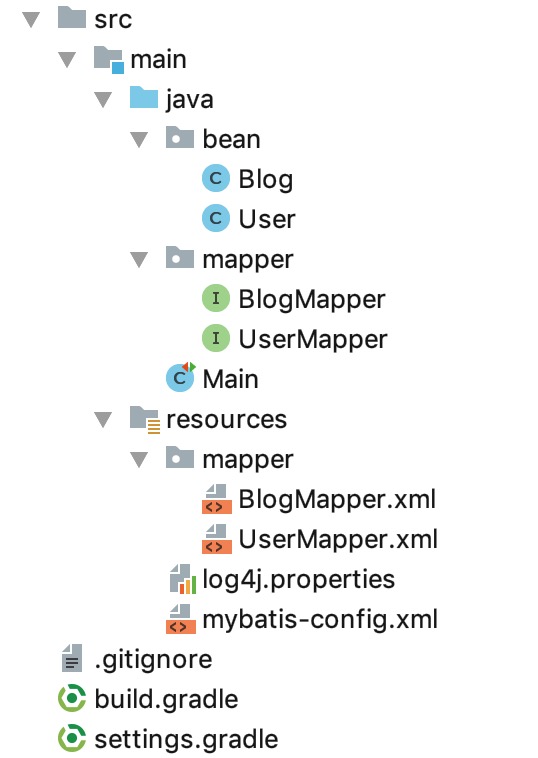 src
main
java
bean
C Blog
C User
mapper
I BlogMapper
I UserMapper
C Main
resources
mapper
<> BlogMapper.xml
<> UserMapper.xml
log4j.properties
<> mybatis-config.xml
.gitignore
build.gradle
settings.gradle